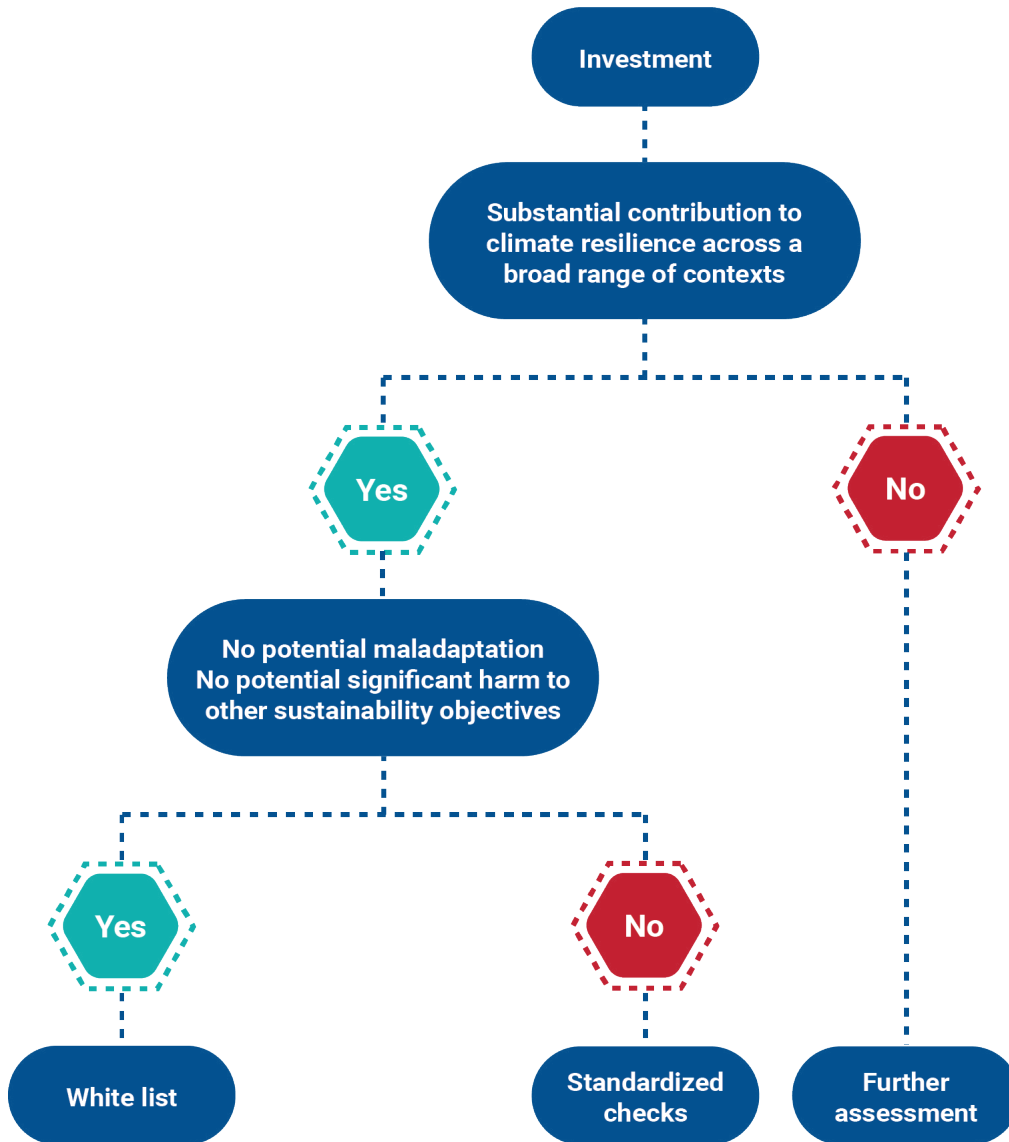 Investment
Substantial contribution to
climate resilience across a
broad range of contexts
Yes
No
No potential maladaptation
No potential significant harm to
other sustainability objectives
Yes
No
White list
Standardized
checks
Further
assessment